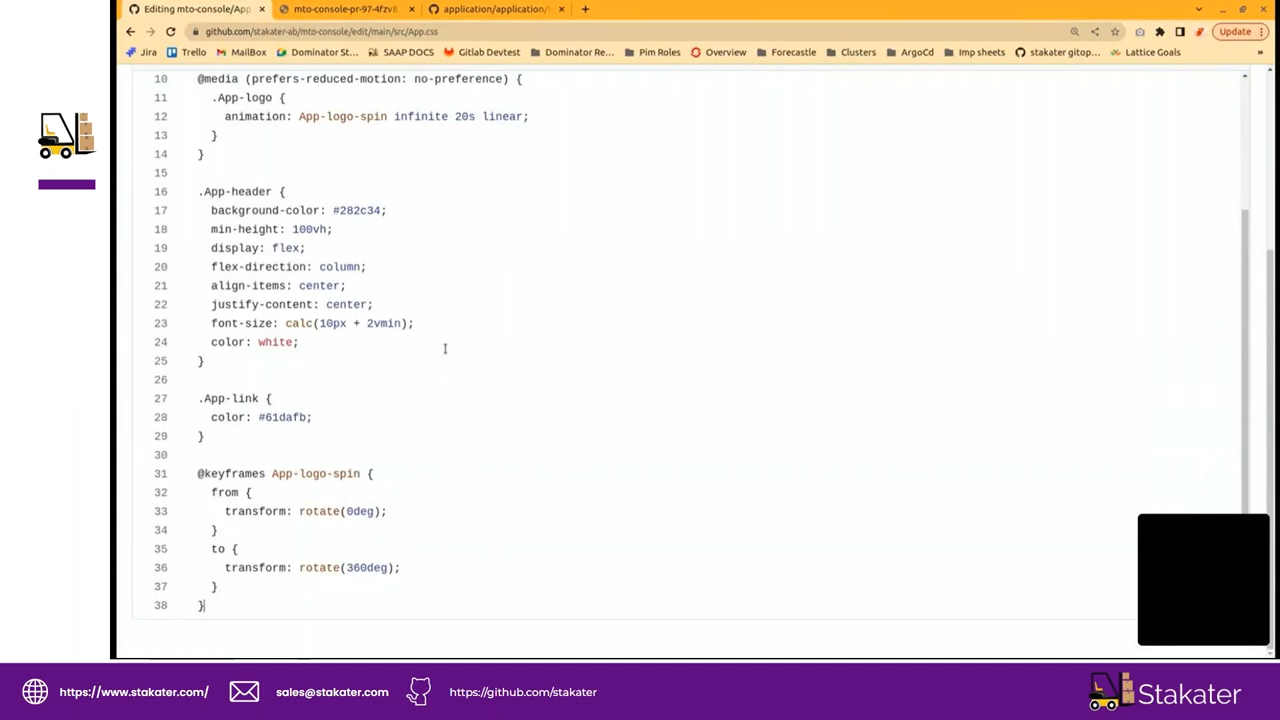 Editing mto-console/App
mto-console-pr-97-4fzv8
application/application/
github.com/stakater-ab/mto-console/edit/main/src/App.css
Update
Jira Trello MailBox Dominator St... SAAP DOCS Gitlab Devtest Dominator Re... Pim Roles Overview Forecastle Clusters ArgoCd Imp sheets stakater gitop... Lattice Goals »
10 @media (prefers-reduced-motion: no-preference) {
11 .App-logo {
12 animation: App-logo-spin infinite 20s linear;
13 }
14 }
15
16 .App-header {
17 background-color: #282c34;
18 min-height: 100vh;
19 display: flex;
20 flex-direction: column;
21 align-items: center;
22 justify-content: center;
23 font-size: calc(10px + 2vmin);
24 color: white;
25 }
26
27 .App-link {
28 color: #61dafb;
29 }
30
31 @keyframes App-logo-spin {
32 from {
33 transform: rotate(0deg);
34 }
35 to {
36 transform: rotate(360deg);
37 }
38 }
https://www.stakater.com/ sales@stakater.com https://github.com/stakater Stakater